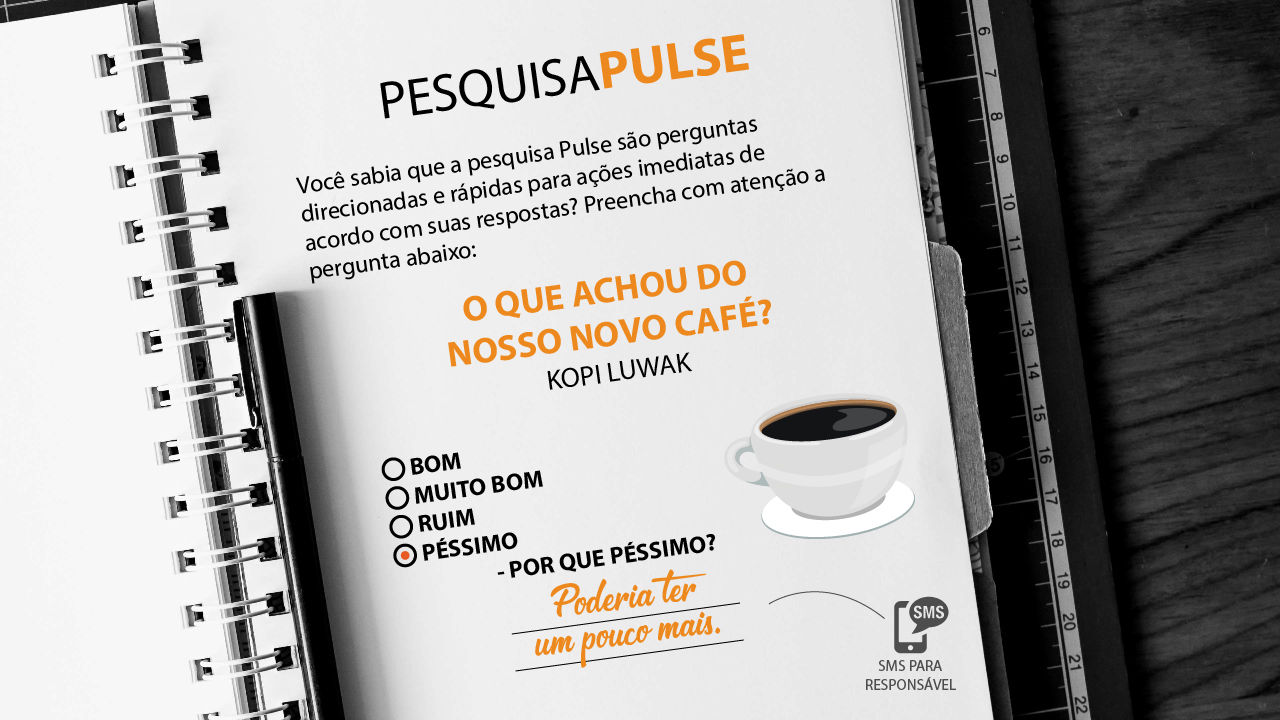 PESQUISAPULSE
Você sabia que a pesquisa Pulse são perguntas
direcionadas e rápidas para ações imediatas de
acordo com suas respostas? Preencha com atenção a
pergunta abaixo:
O QUE ACHOU DO
NOSSO NOVO CAFÉ?
KOPI LUWAK
BOM
MUITO BOM
RUIM
PÉSSIMO
- POR QUE PÉSSIMO?
Poderia ter
um pouco mais.
SMS
SMS PARA
RESPONSÁVEL
6
7
8
9
10
11
12
13
14
15
16
17
18
19
20
21
22